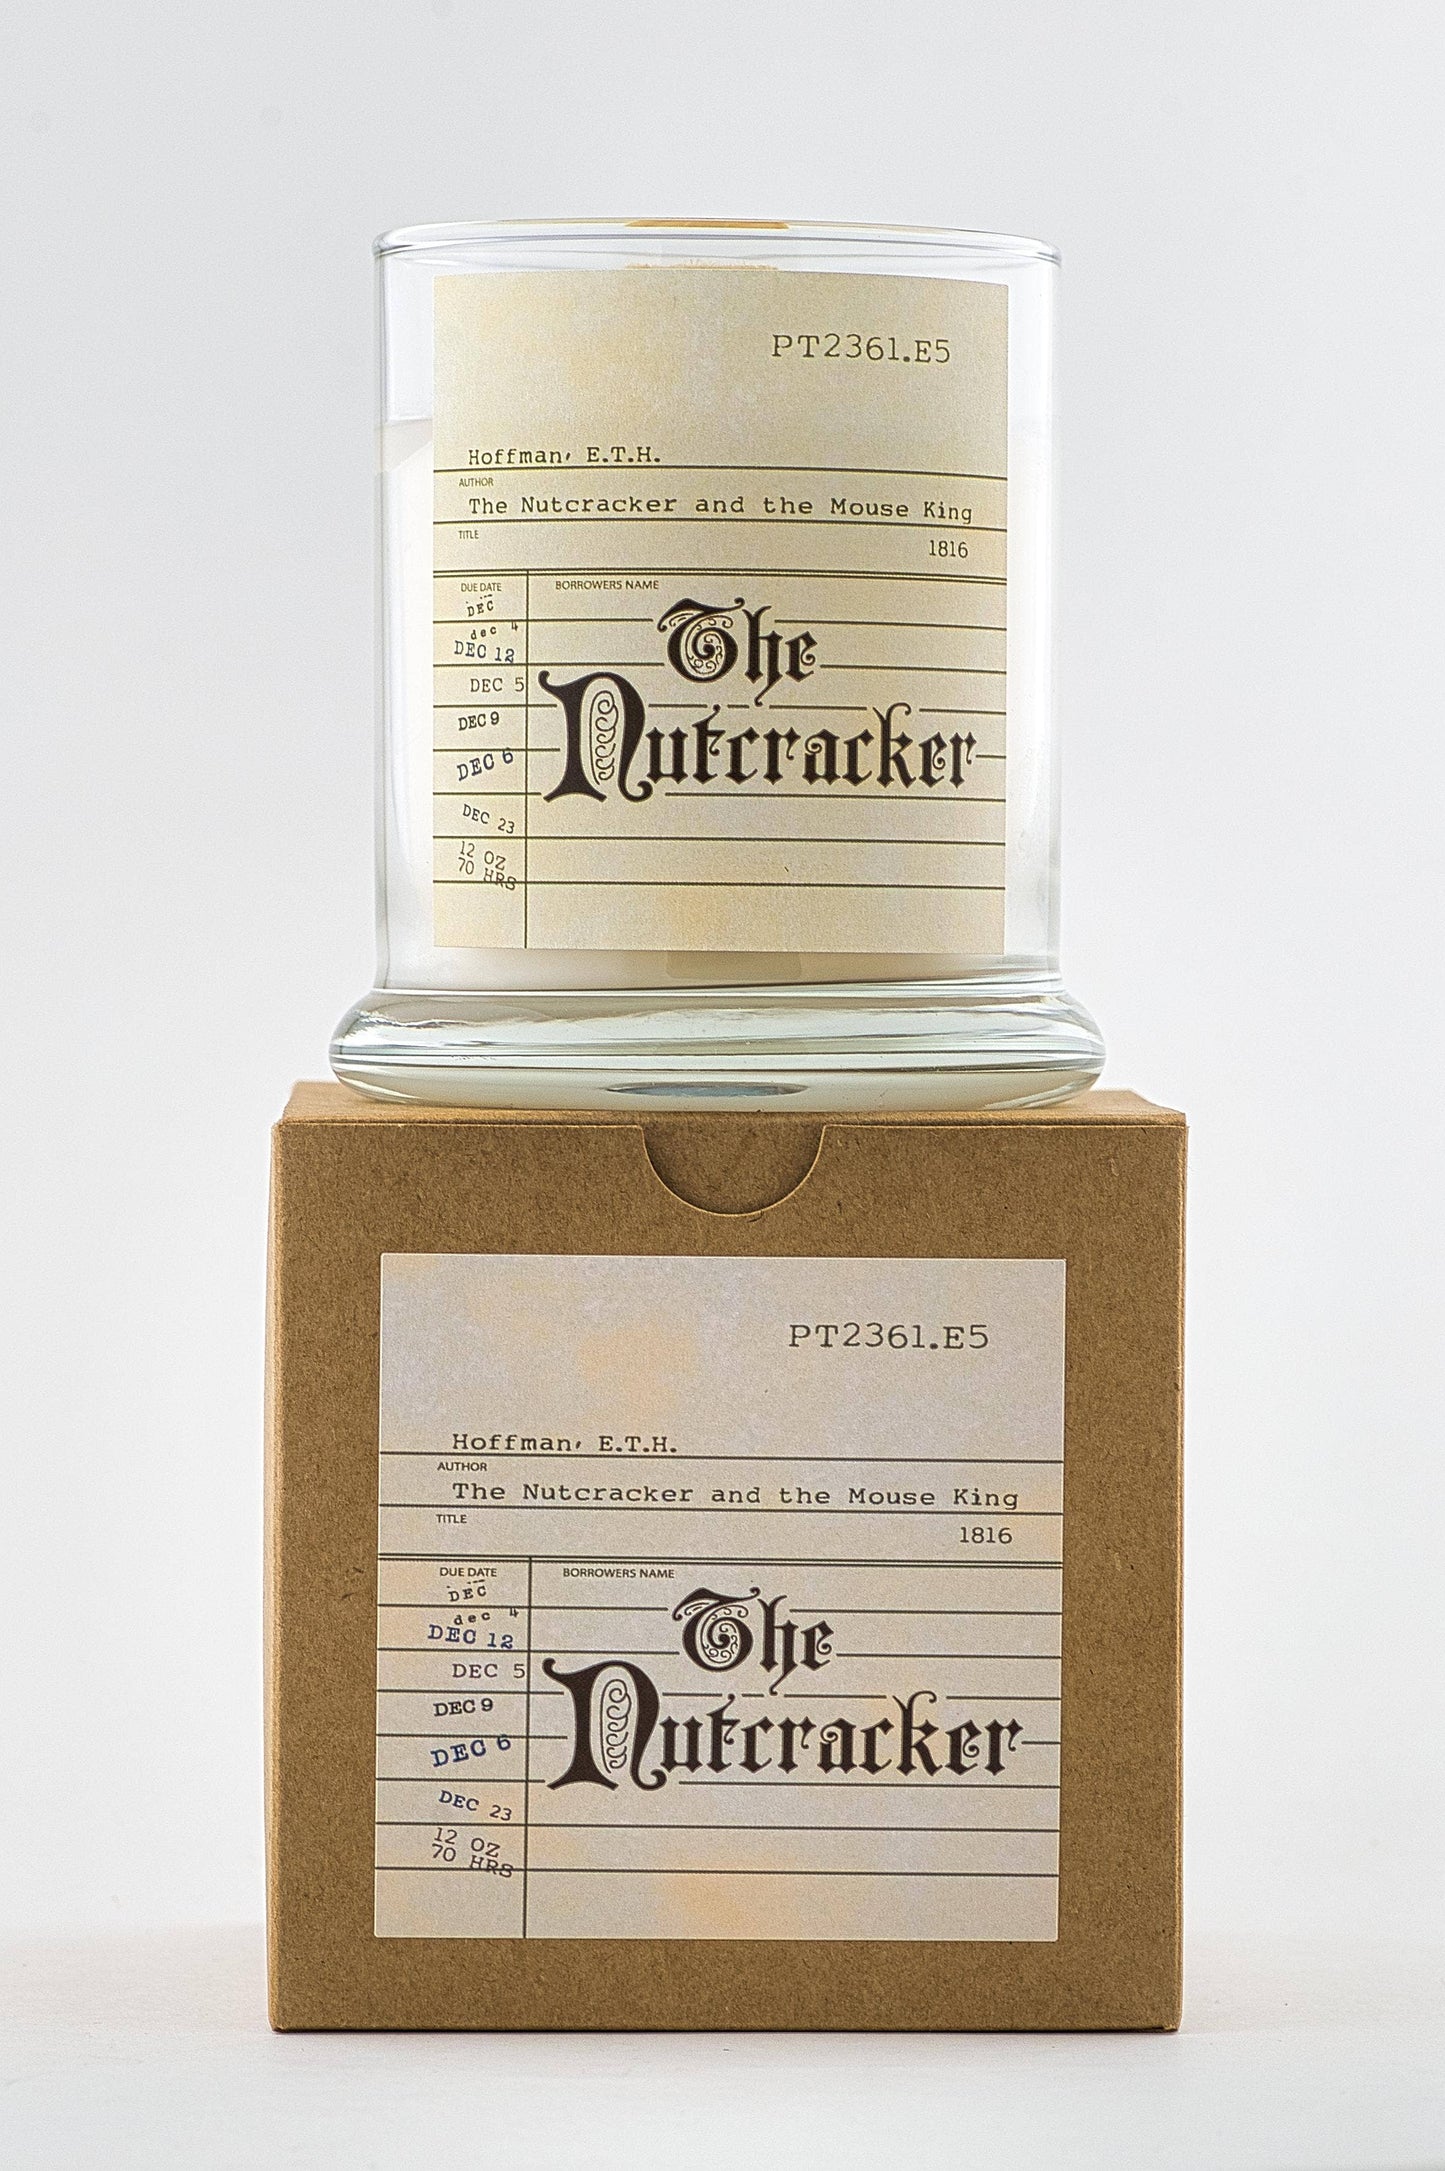 PT2361.E5
Hoffman, E.T.H.
AUTHOR
The Nutcracker and the Mouse King
TITLE
1816
DUE DATE
BORROWERS NAME
DEC
dec 4
DEC 12
DEC 5
DEC 9
DEC 6
DEC 23
12 OZ
70 HRS
The
Nutcracker
PT2361.E5
Hoffman, E.T.H.
AUTHOR
The Nutcracker and the Mouse King
TITLE
1816
DUE DATE
BORROWERS NAME
DEC
dec 4
DEC 12
DEC 5
DEC 9
DEC 6
DEC 23
12 OZ
70 HRS
The
Nutcracker